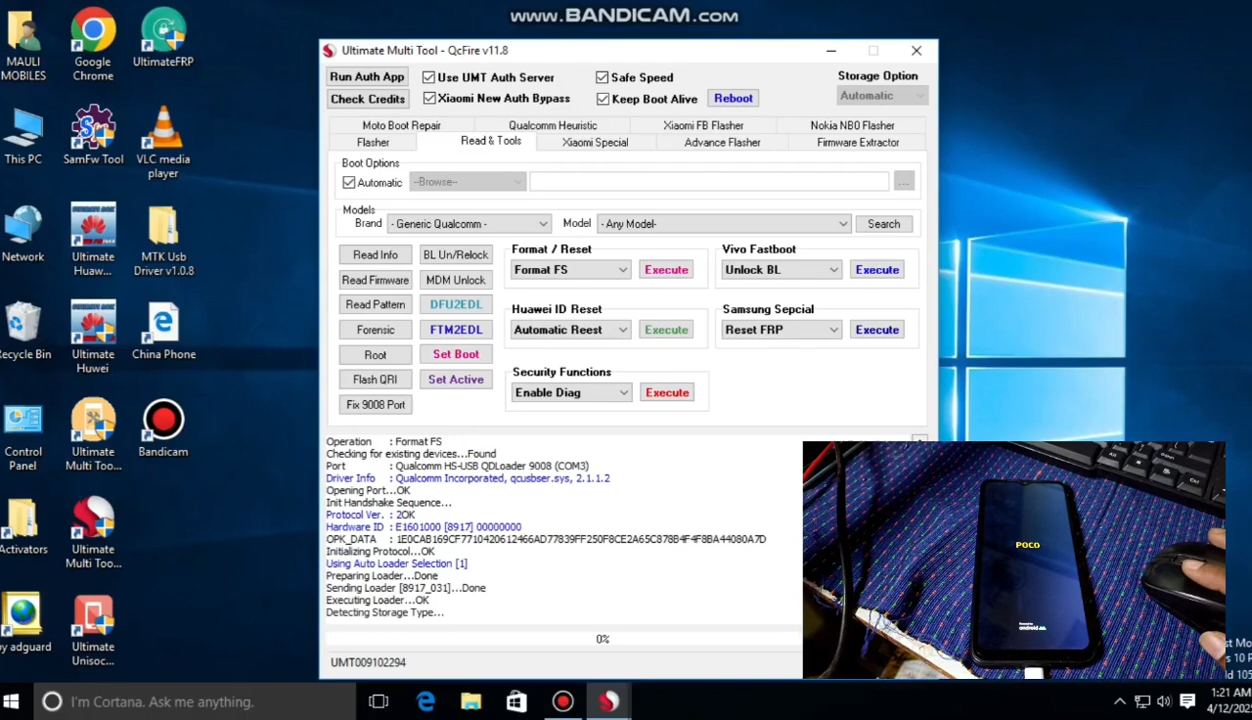 www.BANDICAM.com
MAULI MOBILES
Google Chrome
UltimateFRP
This PC
SamFw Tool
VLC media player
Network
Ultimate Huaw...
MTK Usb Driver v1.0.8
Recycle Bin
Ultimate Huwei
China Phone
Control Panel
Ultimate Multi Too...
Bandicam
Activators
Ultimate Multi Too...
by adguard
Ultimate Unisoc...
Ultimate Multi Tool - QcFire v11.8
Run Auth App
Use UMT Auth Server
Safe Speed
Storage Option
Check Credits
Xiaomi New Auth Bypass
Keep Boot Alive
Reboot
Automatic
Moto Boot Repair
Qualcomm Heuristic
Xiaomi FB Flasher
Nokia NB0 Flasher
Flasher
Read & Tools
Xiaomi Special
Advance Flasher
Firmware Extractor
Boot Options
Automatic
--Browse--
...
Models
Brand
- Generic Qualcomm -
Model
- Any Model-
Search
Read Info
BL Un/Relock
Read Firmware
MDM Unlock
Read Pattern
DFU2EDL
Forensic
FTM2EDL
Root
Set Boot
Flash QRI
Set Active
Fix 9008 Port
Format / Reset
Format FS
Execute
Vivo Fastboot
Unlock BL
Execute
Huawei ID Reset
Automatic Reest
Execute
Samsung Sepcial
Reset FRP
Execute
Security Functions
Enable Diag
Execute
Operation : Format FS
Checking for existing devices...Found
Port : Qualcomm HS-USB QDLoader 9008 (COM3)
Driver Info : Qualcomm Incorporated, qcusbser.sys, 2.1.1.2
Opening Port...OK
Init Handshake Sequence...
Protocol Ver. : 2OK
Hardware ID : E1601000 [8917] 00000000
OPK_DATA : 1E0CAB169CF7710420612466AD77839FF250F8CE2A65C878B4F4F8BA44080A7D
Initializing Protocol...OK
Using Auto Loader Selection [1]
Preparing Loader...Done
Sending Loader [8917_031]...Done
Executing Loader...OK
Detecting Storage Type...
0%
UMT009102294
POCO
android
I'm Cortana. Ask me anything.
1:21 AM